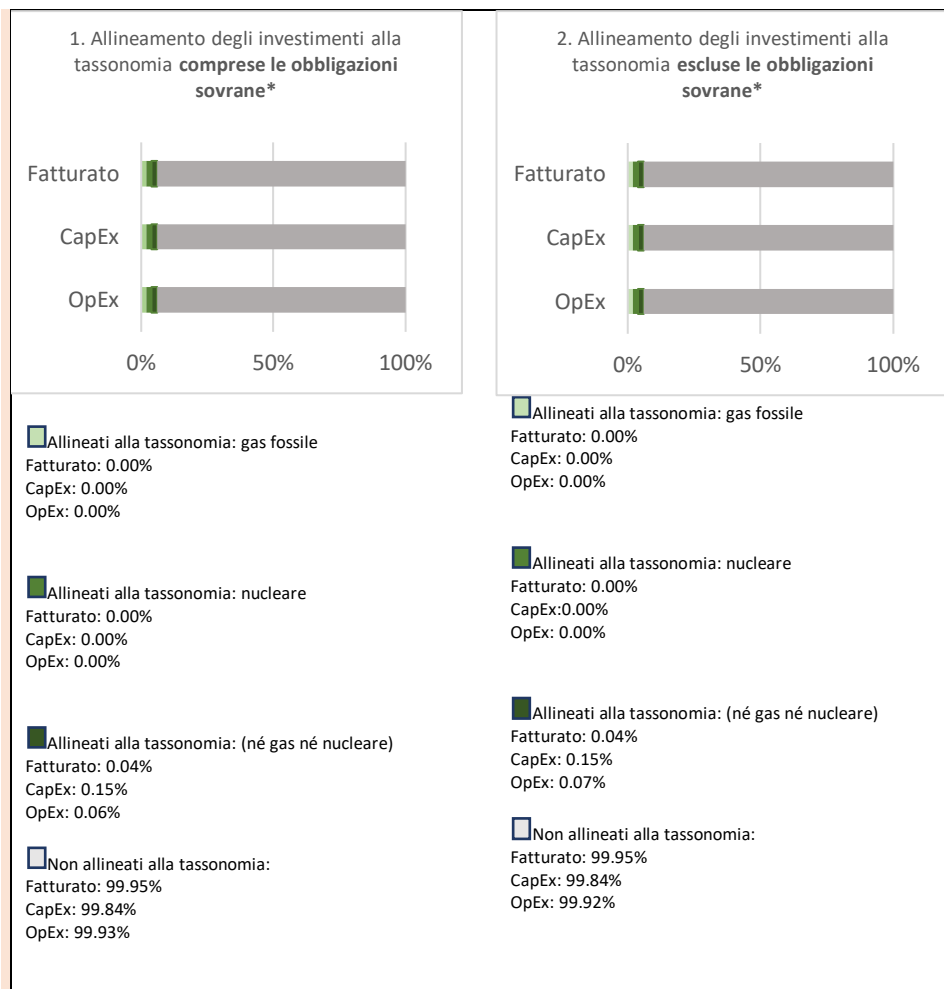 1. Allineamento degli investimenti alla
tassonomia comprese le obbligazioni
sovrane*
Fatturato
CapEx
OpEx
0%
50%
100%
Allineati alla tassonomia: gas fossile
Fatturato: 0.00%
CapEx: 0.00%
OpEx: 0.00%
Allineati alla tassonomia: nucleare
Fatturato: 0.00%
CapEx: 0.00%
OpEx: 0.00%
Allineati alla tassonomia: (né gas né nucleare)
Fatturato: 0.04%
CapEx: 0.15%
OpEx: 0.06%
Non allineati alla tassonomia:
Fatturato: 99.95%
CapEx: 99.84%
OpEx: 99.93%
2. Allineamento degli investimenti alla
tassonomia escluse le obbligazioni
sovrane*
Fatturato
CapEx
OpEx
0%
50%
100%
Allineati alla tassonomia: gas fossile
Fatturato: 0.00%
CapEx: 0.00%
OpEx: 0.00%
Allineati alla tassonomia: nucleare
Fatturato: 0.00%
CapEx:0.00%
OpEx: 0.00%
Allineati alla tassonomia: (né gas né nucleare)
Fatturato: 0.04%
CapEx: 0.15%
OpEx: 0.07%
Non allineati alla tassonomia:
Fatturato: 99.95%
CapEx: 99.84%
OpEx: 99.92%